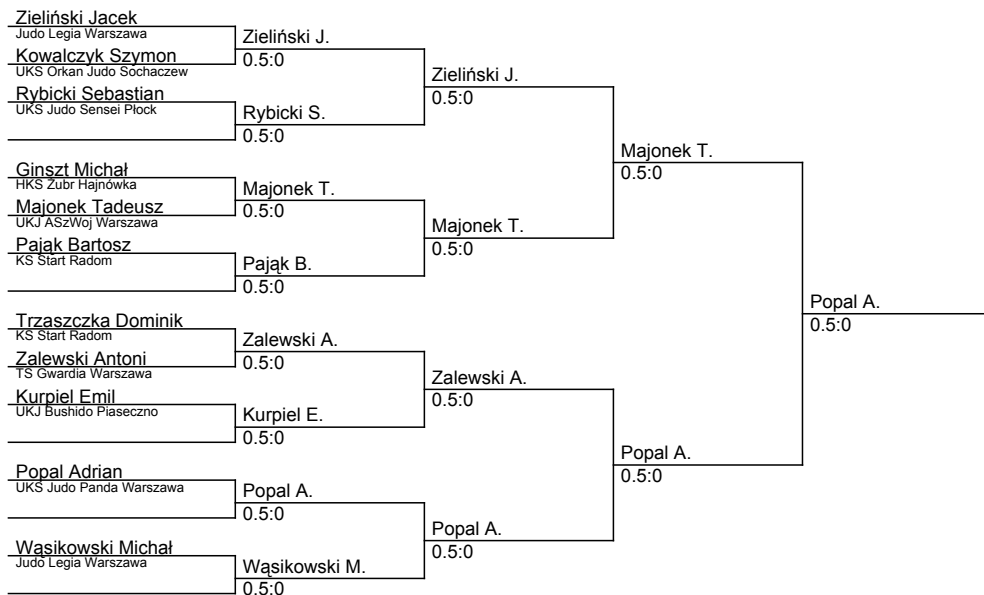 Zieliński Jacek
Judo Legia Warszawa
Kowalczyk Szymon
UKS Orkan Judo Sochaczew
Rybicki Sebastian
UKS Judo Sensei Płock
Ginszt Michał
HKS Żubr Hajnówka
Majonek Tadeusz
UKJ ASzWoj Warszawa
Pająk Bartosz
KS Start Radom
Trzaszczka Dominik
KS Start Radom
Zalewski Antoni
TS Gwardia Warszawa
Kurpiel Emil
UKJ Bushido Piaseczno
Popal Adrian
UKS Judo Panda Warszawa
Wąsikowski Michał
Judo Legia Warszawa
Zieliński J.
0.5:0
Rybicki S.
0.5:0
Majonek T.
0.5:0
Pająk B.
0.5:0
Zalewski A.
0.5:0
Kurpiel E.
0.5:0
Popal A.
0.5:0
Wąsikowski M.
0.5:0
Zieliński J.
0.5:0
Majonek T.
0.5:0
Zalewski A.
0.5:0
Popal A.
0.5:0
Majonek T.
0.5:0
Popal A.
0.5:0
Popal A.
0.5:0